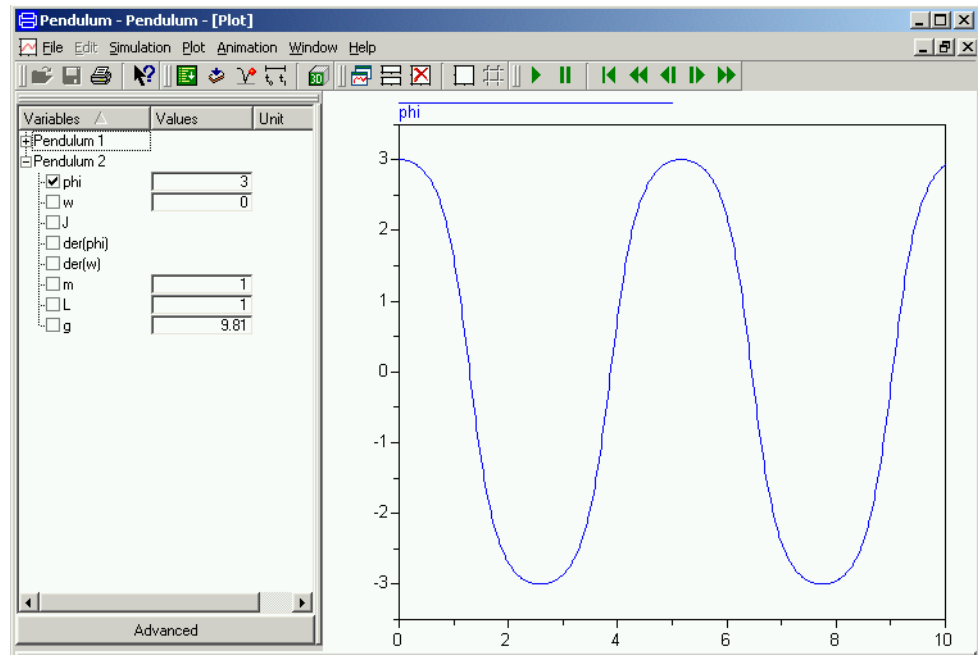 Pendulum - Pendulum - [Plot]
File Edit Simulation Plot Animation Window Help
3D
Variables Values Unit
Pendulum 1
Pendulum 2
phi 3
w 0
J
der(phi)
der(w)
m 1
L 1
g 9.81
Advanced
phi
3
2
1
0
-1
-2
-3
0 2 4 6 8 10